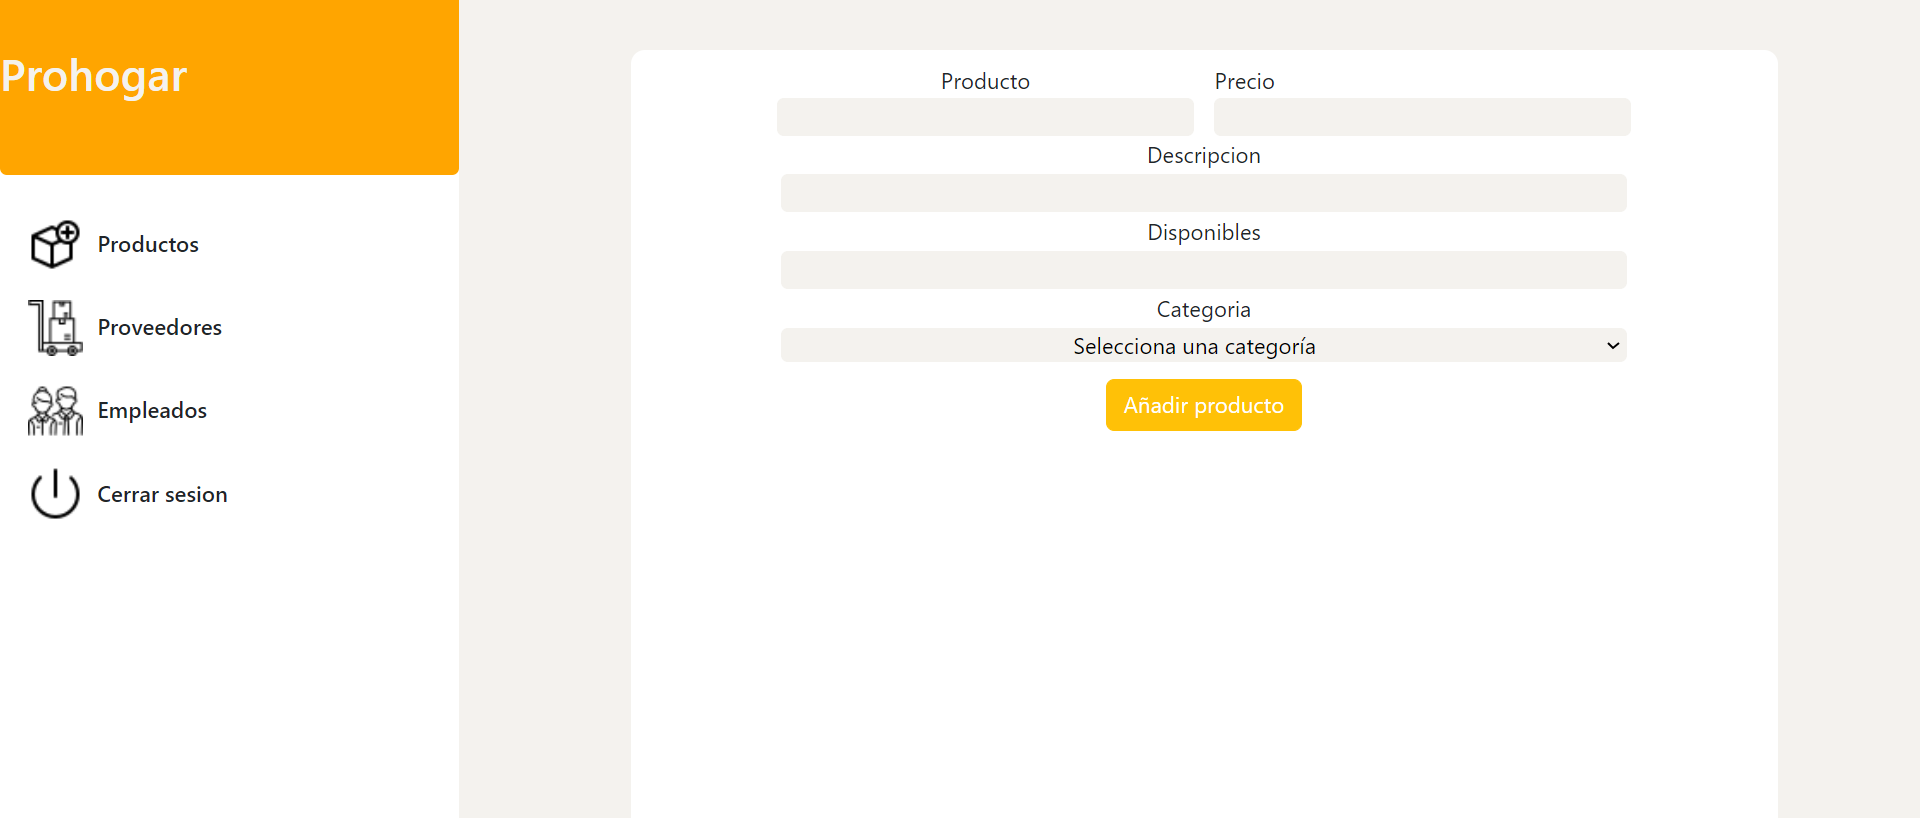 Prohogar
Productos
Proveedores
Empleados
Cerrar sesion
Producto Precio
Descripcion
Disponibles
Categoria
Selecciona una categoría
Añadir producto